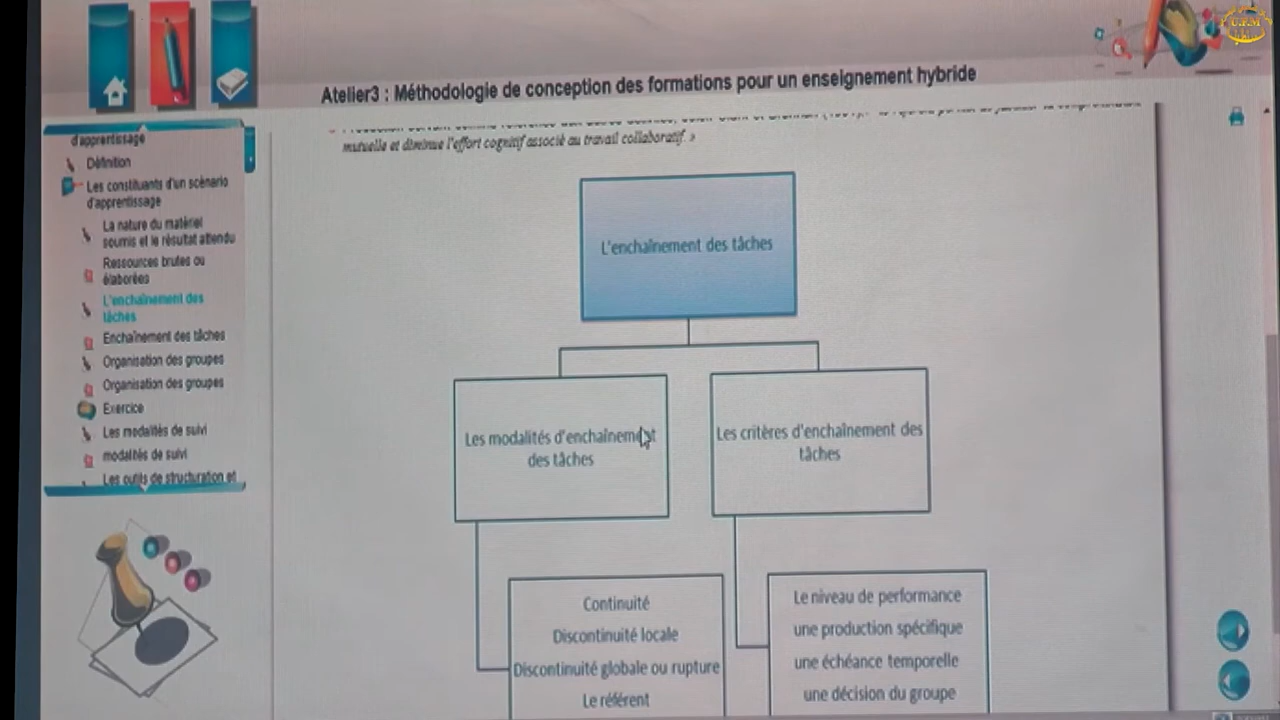 U.F.M
Atelier3 : Méthodologie de conception des formations pour un enseignement hybride
d'apprentissage
Définition
Les constituants d'un scénario
d'apprentissage
La nature du matériel
soumis et le résultat attendu
Ressources brutes ou
élaborées
L'enchaînement des
tâches
Enchaînement des tâches
Organisation des groupes
Organisation des groupes
Exercice
Les modalités de suivi
modalités de suivi
Les outils de structuration et
mutuelle et diminue l'effort cognitif associé au travail collaboratif. »
L'enchaînement des tâches
Les modalités d'enchaînement
des tâches
Les critères d'enchaînement des
tâches
Continuité
Discontinuité locale
Discontinuité globale ou rupture
Le référent
Le niveau de performance
une production spécifique
une échéance temporelle
une décision du groupe